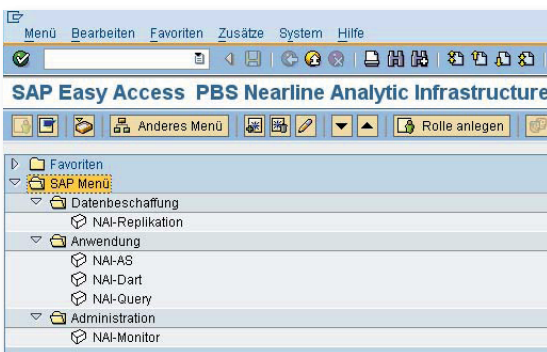 Menü Bearbeiten Favoriten Zusätze System Hilfe
SAP Easy Access PBS Nearline Analytic Infrastructure
Anderes Menü Rolle anlegen
Favoriten
SAP Menü
Datenbeschaffung
NAI-Replikation
Anwendung
NAI-AS
NAI-Dart
NAI-Query
Administration
NAI-Monitor